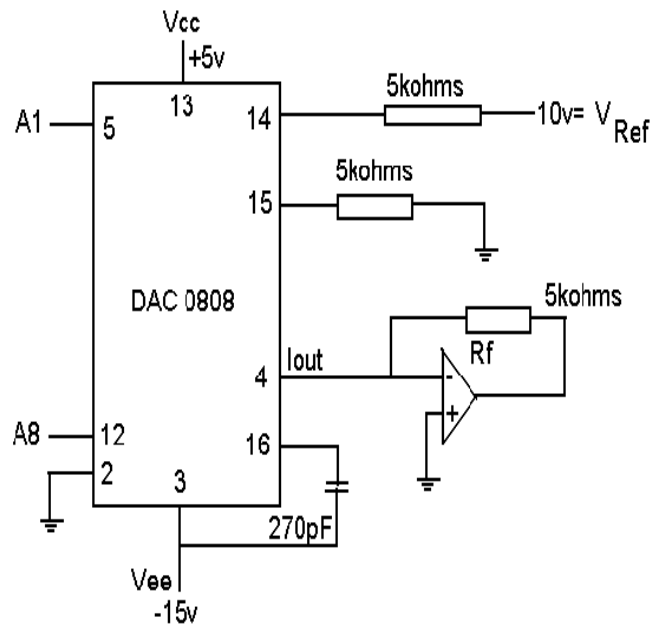 Vcc
+5v
13
5kohms
A1
5
14
10v= V Ref
5kohms
15
DAC 0808
5kohms
Iout
Rf
4
-
+
A8
12
16
2
3
270pF
Vee
-15v